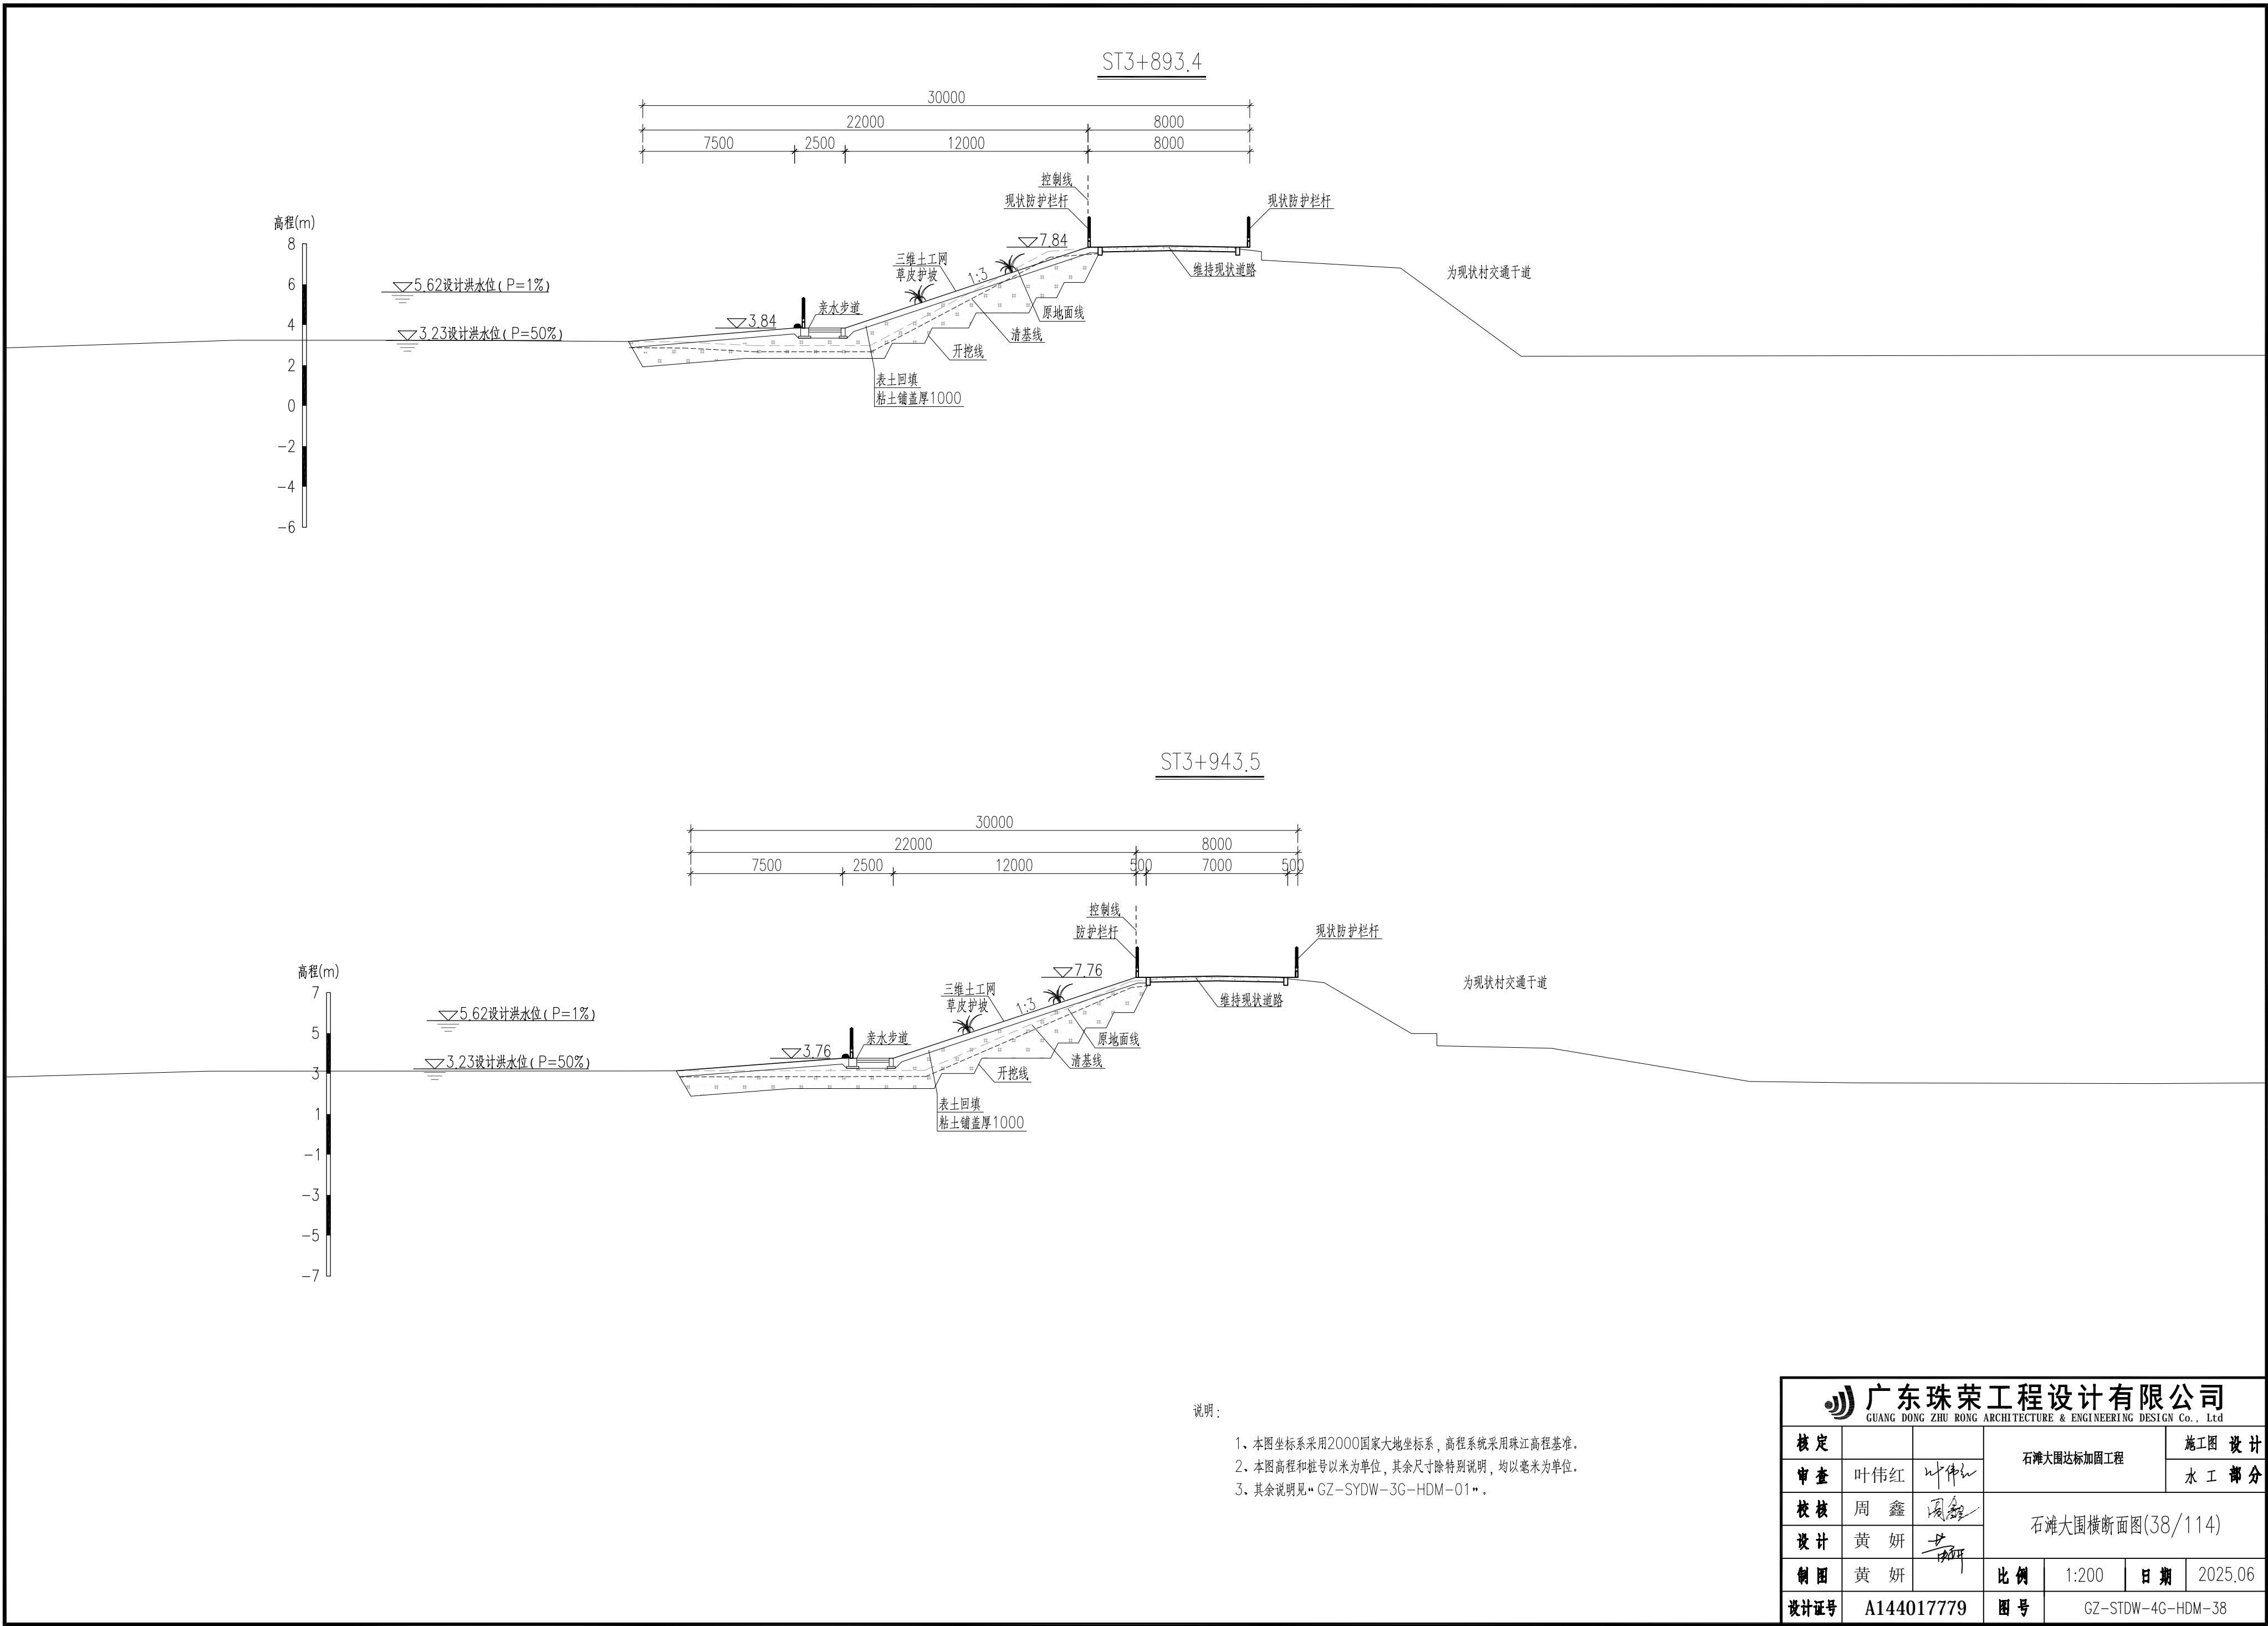 ST3+893.4
30000
22000 8000
7500 2500 12000 8000
控制线
现状防护栏杆 现状防护栏杆
高程(m)
8
6
4
2
0
-2
-4
-6
5.62设计洪水位(P=1%)
3.23设计洪水位(P=50%)
7.84
三维土工网
草皮护坡
1:3
维持现状道路
为现状村交通干道
3.84
亲水步道
原地面线
清基线
开挖线
表土回填
粘土铺盖厚1000
ST3+943.5
30000
22000 8000
7500 2500 12000 500 7000 500
控制线
防护栏杆 现状防护栏杆
高程(m)
7
5
3
1
-1
-3
-5
-7
5.62设计洪水位(P=1%)
3.23设计洪水位(P=50%)
7.76
三维土工网
草皮护坡
1:3
维持现状道路
为现状村交通干道
3.76
亲水步道
原地面线
清基线
开挖线
表土回填
粘土铺盖厚1000
说明：
1、本图坐标系采用2000国家大地坐标系，高程系统采用珠江高程基准。
2、本图高程和桩号以米为单位，其余尺寸除特别说明，均以毫米为单位。
3、其余说明见“GZ-SYDW-3G-HDM-01”。
广东珠荣工程设计有限公司
GUANG DONG ZHU RONG ARCHITECTURE & ENGINEERING DESIGN Co., Ltd
核定 石滩大围达标加固工程 施工图 设计
审查 叶伟红 叶伟红 水工 部分
校核 周鑫 周鑫 石滩大围横断面图(38/114)
设计 黄妍 黄妍
制图 黄妍 比例 1:200 日期 2025.06
设计证号 A144017779 图号 GZ-STDW-4G-HDM-38